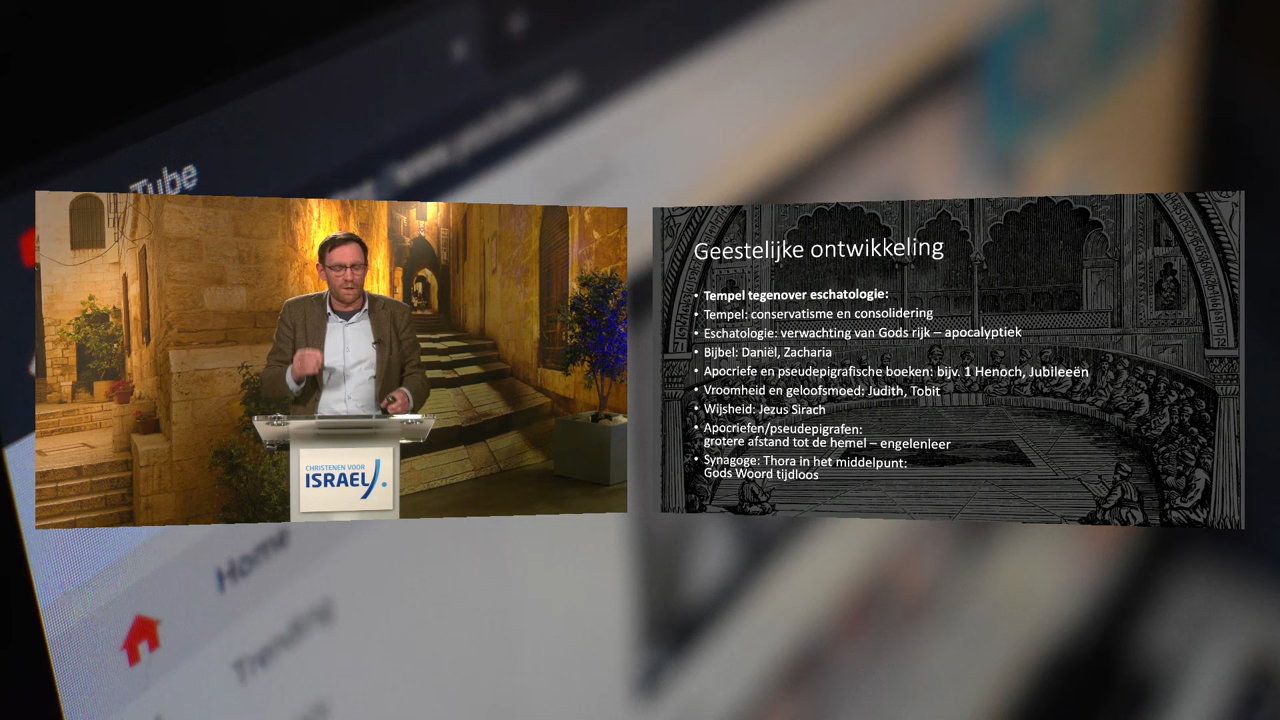 Tube
CHRISTENEN VOOR
ISRAEL
Geestelijke ontwikkeling
• Tempel tegenover eschatologie:
• Tempel: conservatisme en consolidering
• Eschatologie: verwachting van Gods rijk – apocalyptiek
• Bijbel: Daniël, Zacharia
• Apocriefe en pseudepigrafische boeken: bijv. 1 Henoch, Jubileeën
• Vroomheid en geloofsmoed: Judith, Tobit
• Wijsheid: Jezus Sirach
• Apocriefen/pseudepigrafen:
grotere afstand tot de hemel – engelenleer
• Synagoge: Thora in het middelpunt:
Gods Woord tijdloos
Home
Trending